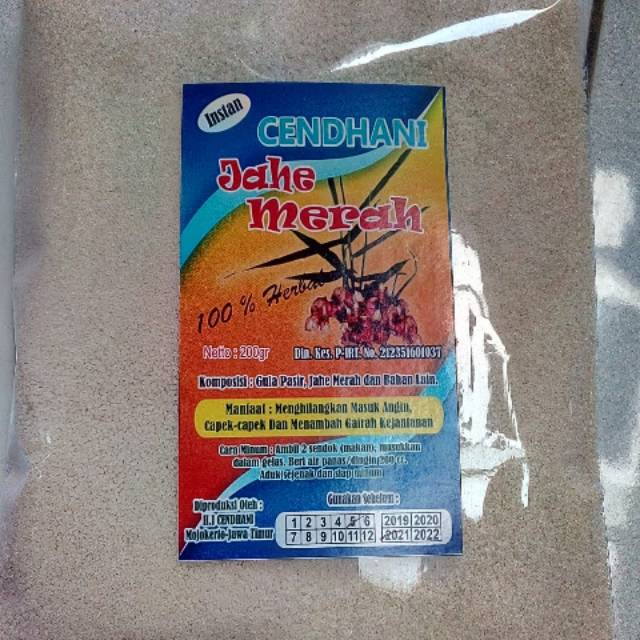 Instan
CENDHANI
Jahe
Merah
100 % Herbal
Netto : 200gr
Din. Kes. P-IRT. No. 212351601037
Komposisi : Gula Pasir, Jahe Merah dan Bahan Lain.
Manfaat : Menghilangkan Masuk Angin,
Capek-capek Dan Menambah Gairah Kejantanan
Cara Minum : Ambil 2 sendok (makan), masukkan
dalam gelas. Beri air panas/dingin 200 cc.
Aduk sejenak dan siap minum
Diproduksi Oleh :
U.J CENDHANI
Mojokerto-Jawa Timur
Gunakan Sebelum :
1 2 3 4 5 6 2019 2020
7 8 9 10 11 12 2021 2022